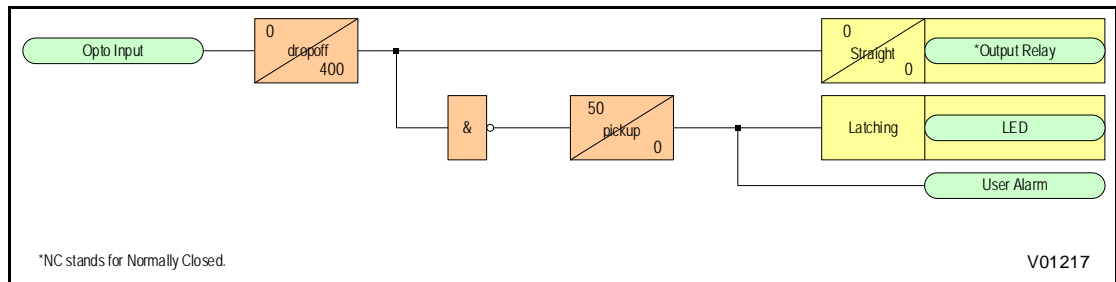 Opto Input
0
dropoff
400
0
Straight
0
*Output Relay
&
50
pickup
0
Latching
LED
User Alarm
*NC stands for Normally Closed.
V01217